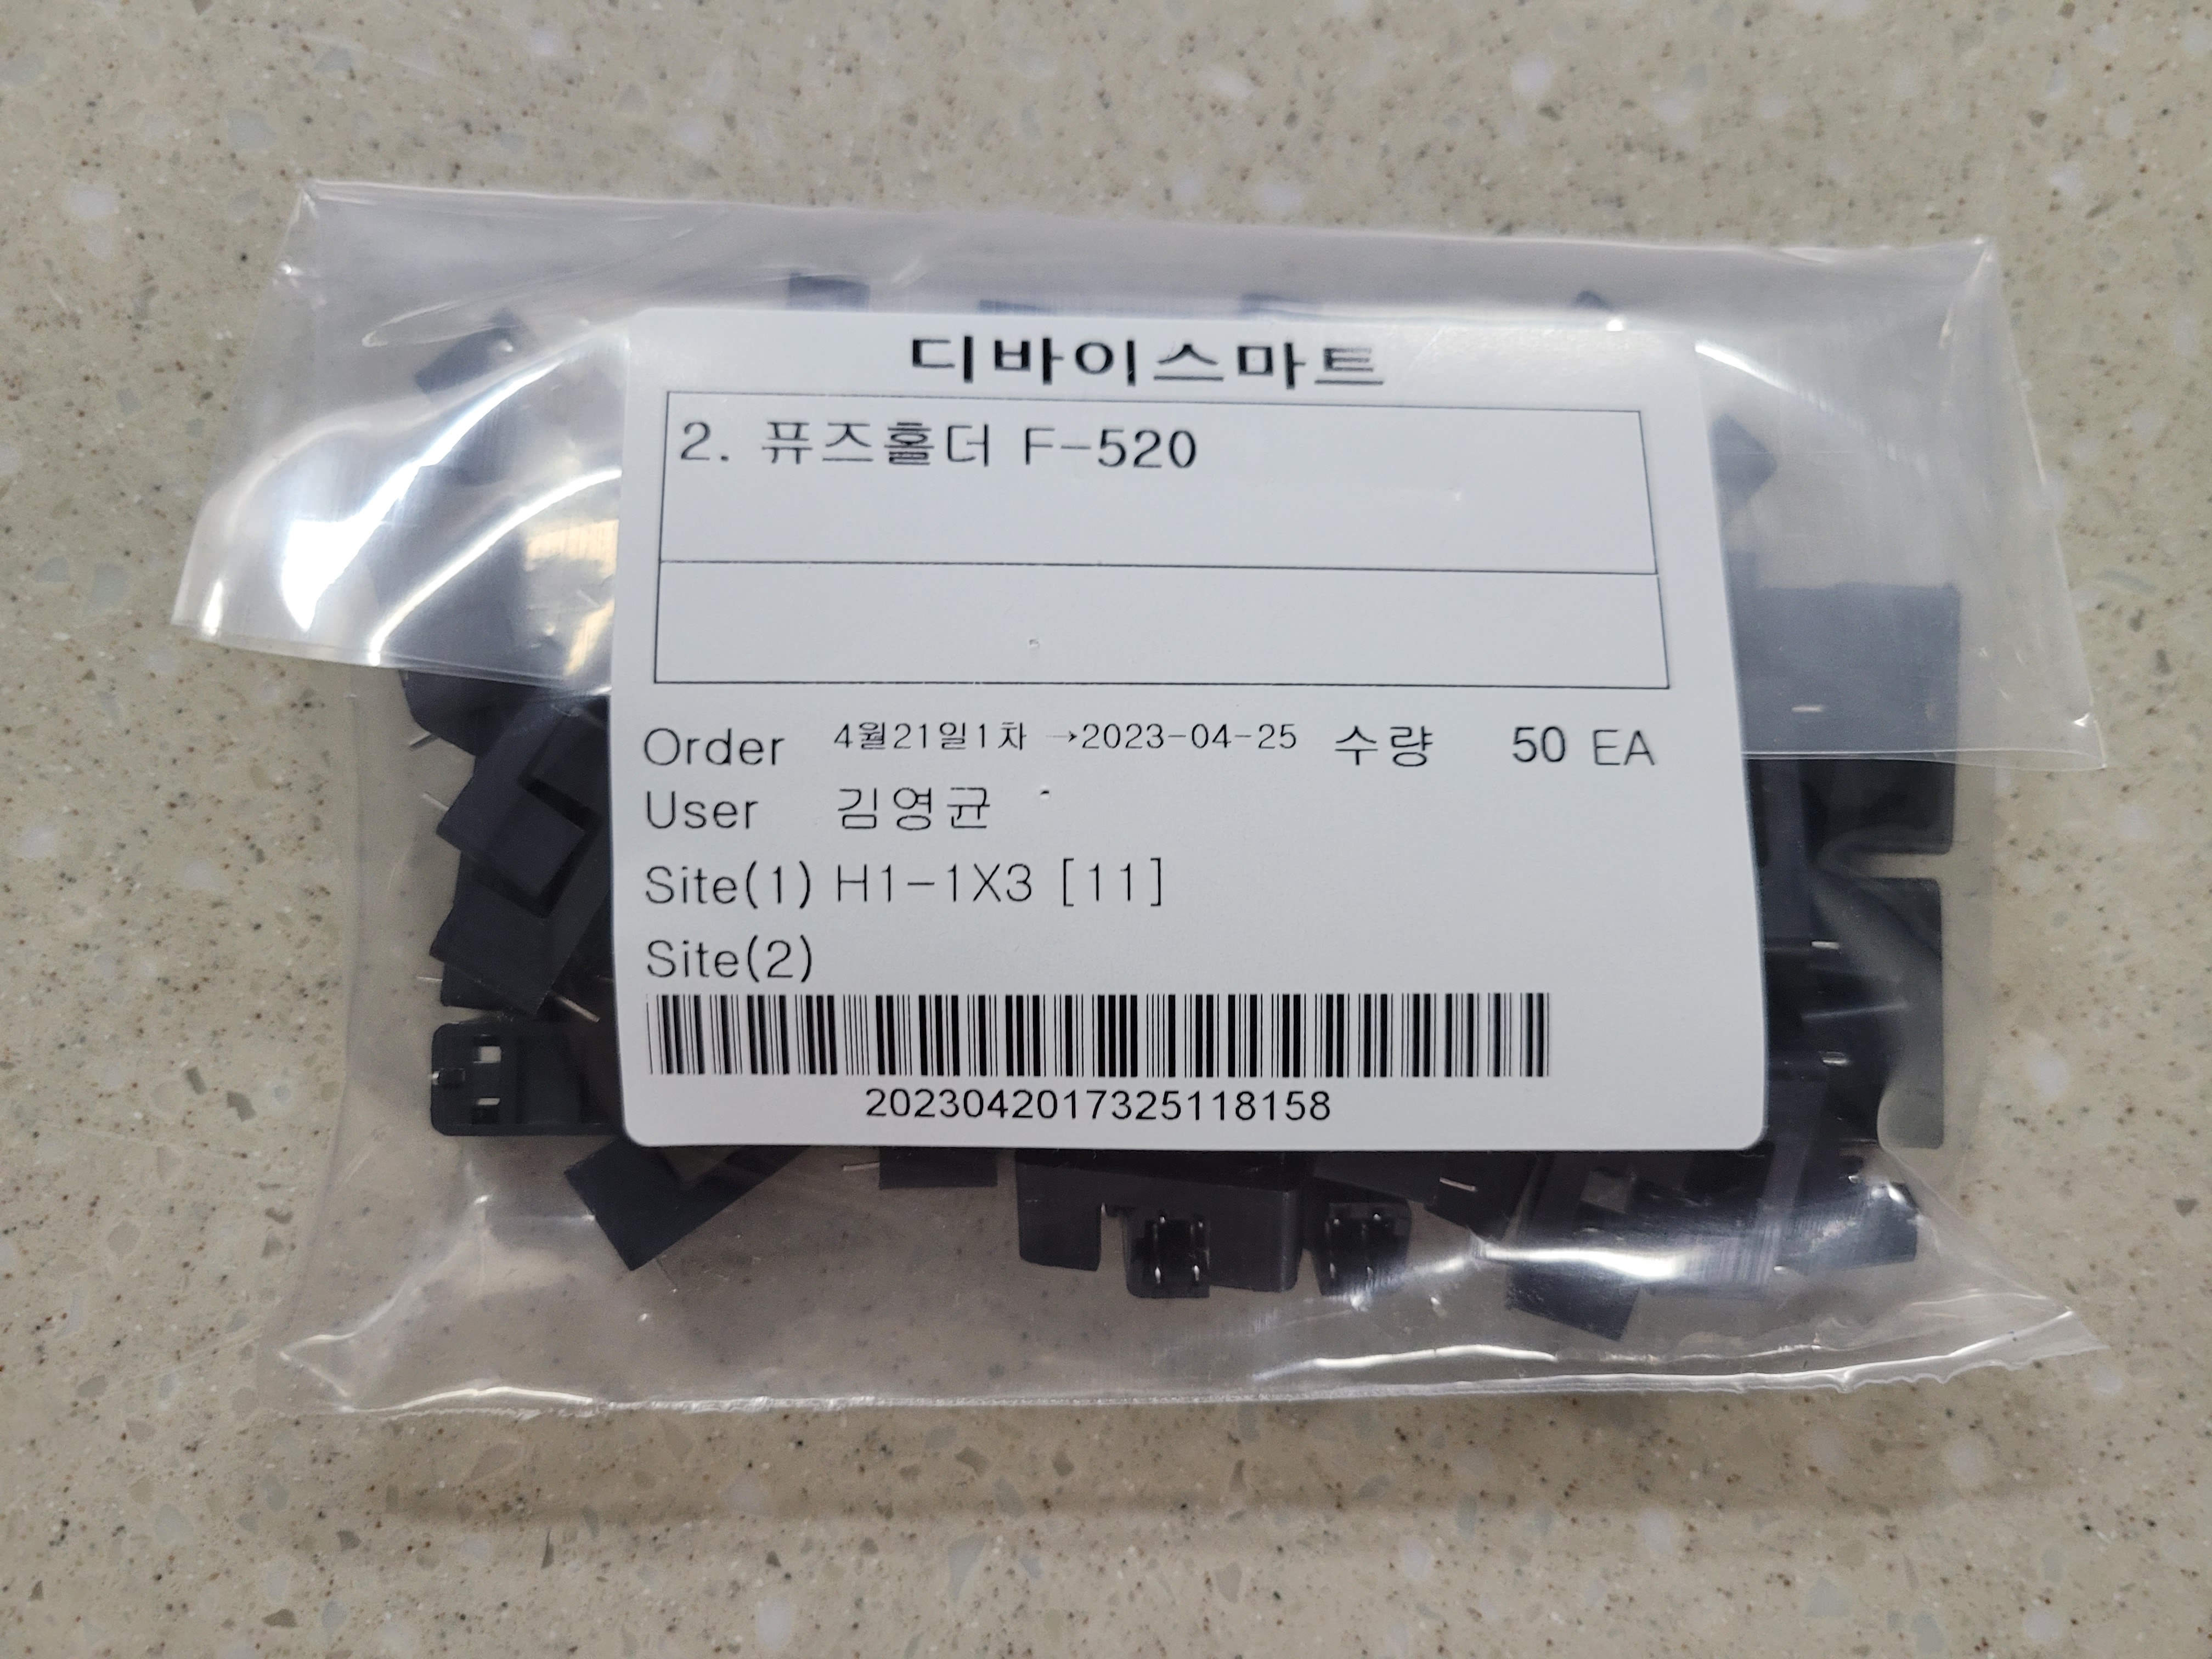 디바이스마트
2. 퓨즈홀더 F-520
Order 4월21일1차 →2023-04-25 수량 50 EA
User 김영균
Site(1) H1-1X3 [11]
Site(2)
2023042017325118158